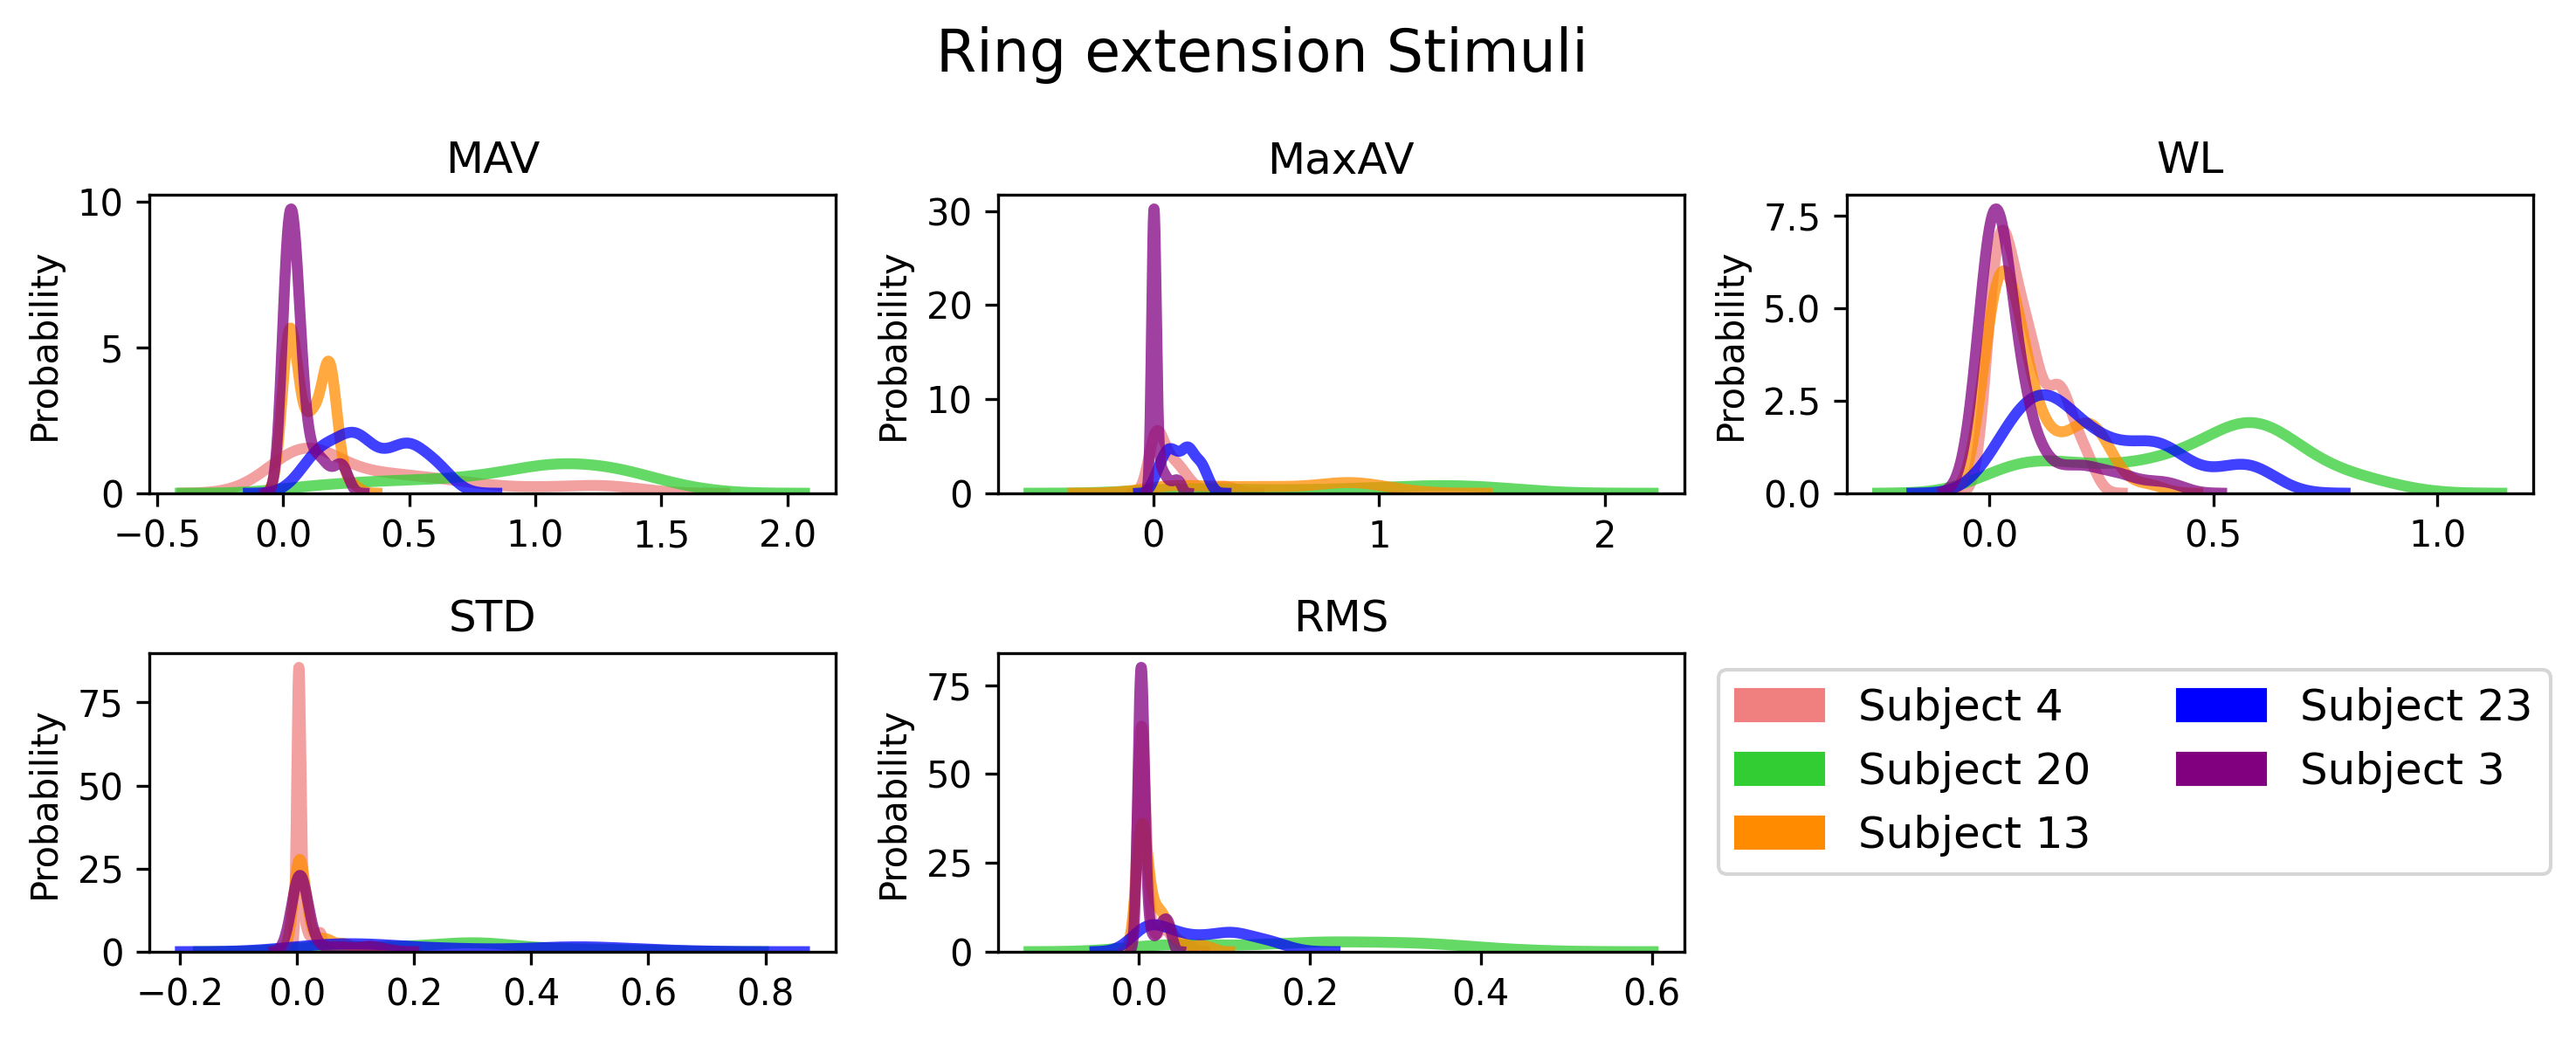 Ring extension Stimuli
MAV
MaxAV
WL
Probability
10
5
0
−0.5 0.0 0.5 1.0 1.5 2.0
Probability
30
20
10
0
0 1 2
Probability
7.5
5.0
2.5
0.0
0.0 0.5 1.0
STD
RMS
Probability
75
50
25
0
−0.2 0.0 0.2 0.4 0.6 0.8
Probability
75
50
25
0
0.0 0.2 0.4 0.6
Subject 4
Subject 20
Subject 13
Subject 23
Subject 3